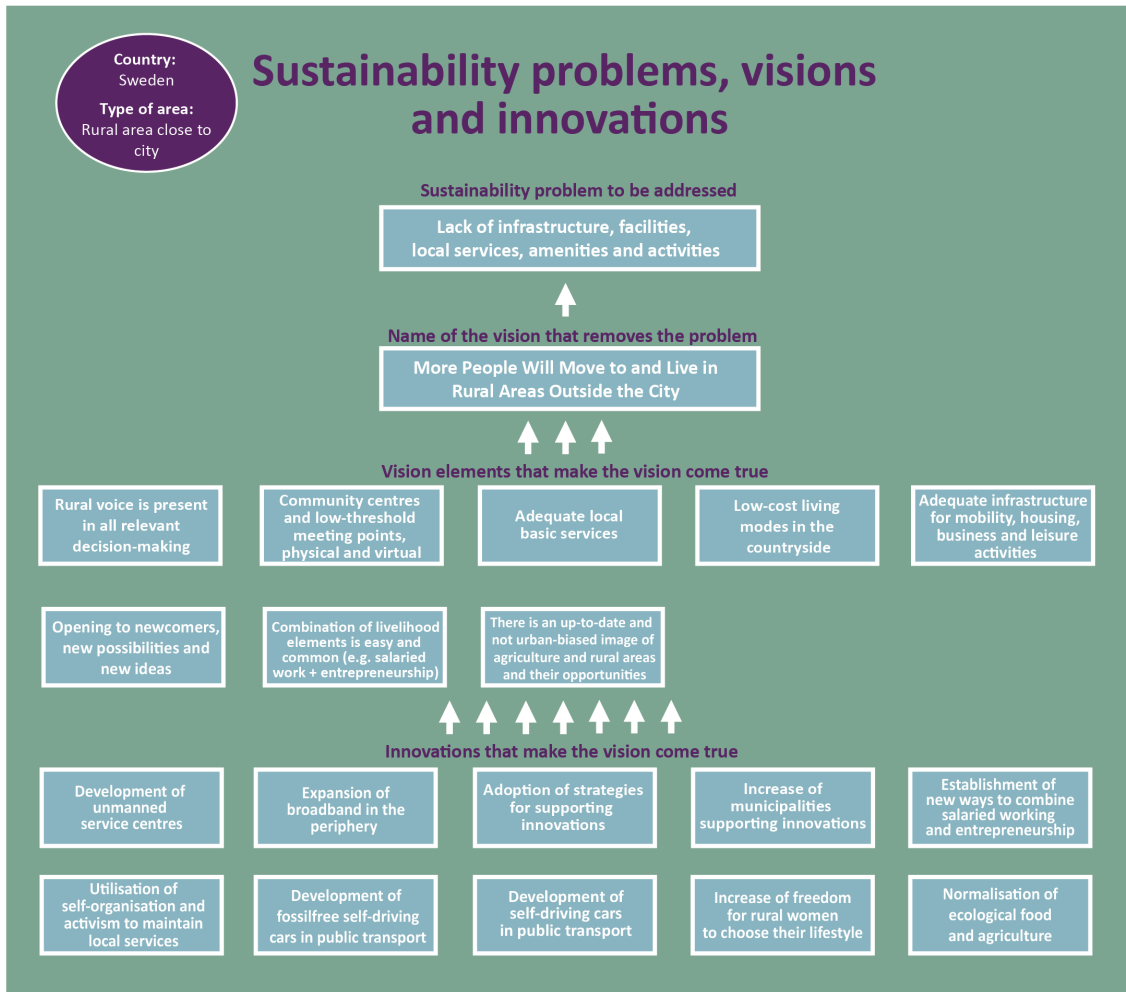 Country:
Sweden
Type of area:
Rural area close to
city
Sustainability problems, visions
and innovations
Sustainability problem to be addressed
Lack of infrastructure, facilities,
local services, amenities and activities
Name of the vision that removes the problem
More People Will Move to and Live in
Rural Areas Outside the City
Vision elements that make the vision come true
Rural voice is present
in all relevant
decision-making
Community centres
and low-threshold
meeting points,
physical and virtual
Adequate local
basic services
Low-cost living
modes in the
countryside
Adequate infrastructure
for mobility, housing,
business and leisure
activities
Opening to newcomers,
new possibilities and
new ideas
Combination of livelihood
elements is easy and
common (e.g. salaried
work + entrepreneurship)
There is an up-to-date and
not urban-biased image of
agriculture and rural areas
and their opportunities
Innovations that make the vision come true
Development of
unmanned
service centres
Expansion of
broadband in the
periphery
Adoption of strategies
for supporting
innovations
Increase of
municipalities
supporting innovations
Establishment of
new ways to combine
salaried working
and entrepreneurship
Utilisation of
self-organisation and
activism to maintain
local services
Development of
fossilfree self-driving
cars in public transport
Development of
self-driving cars
in public transport
Increase of freedom
for rural women
to choose their lifestyle
Normalisation of
ecological food
and agriculture